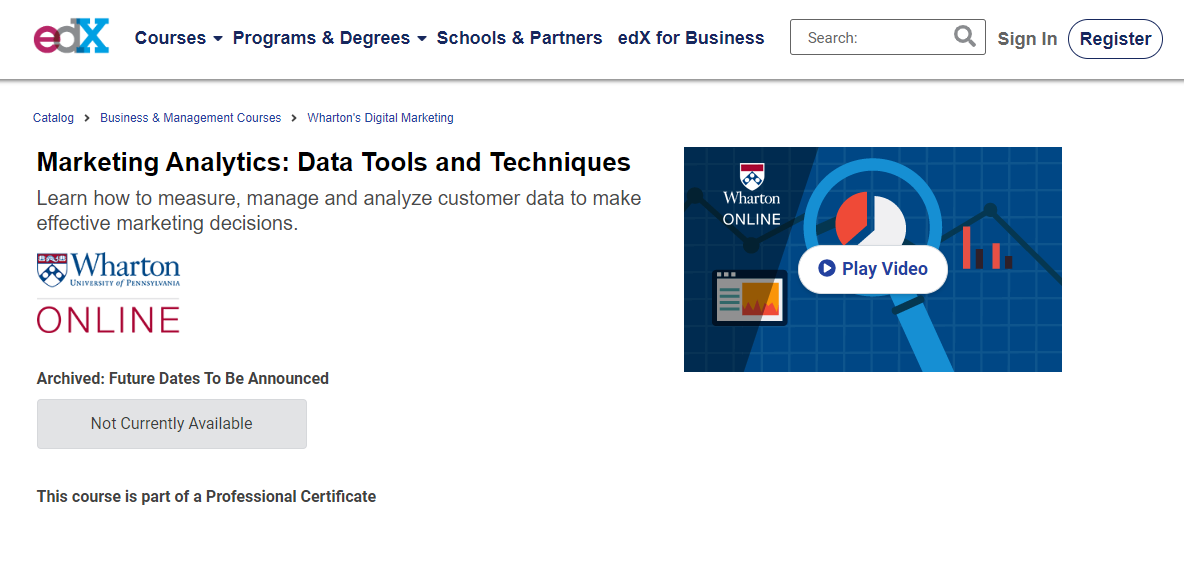 edX Courses Programs & Degrees Schools & Partners edX for Business Search: Sign In Register
Catalog > Business & Management Courses > Wharton's Digital Marketing
Marketing Analytics: Data Tools and Techniques
Learn how to measure, manage and analyze customer data to make
effective marketing decisions.
Wharton
UNIVERSITY of PENNSYLVANIA
ONLINE
Archived: Future Dates To Be Announced
Not Currently Available
This course is part of a Professional Certificate
Wharton
ONLINE
Play Video